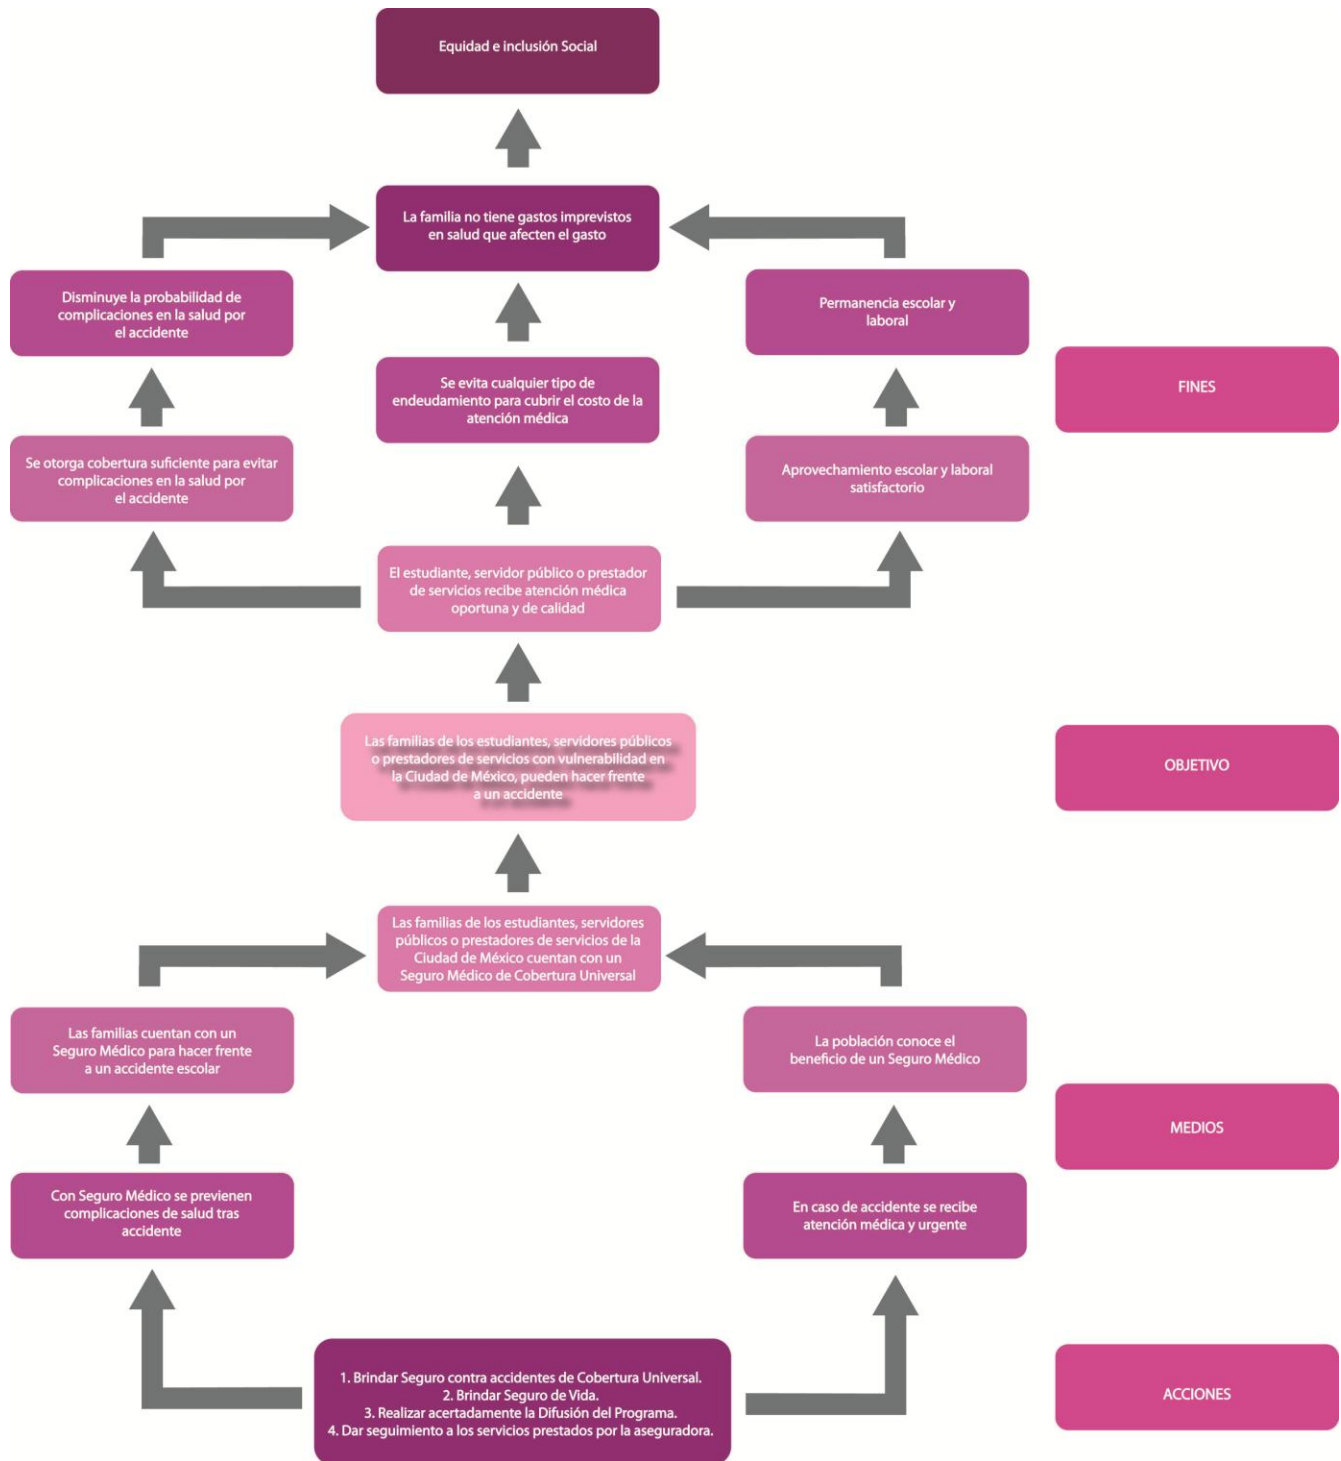 Equidad e inclusión Social
La familia no tiene gastos imprevistos
en salud que afecten el gasto
Disminuye la probabilidad de
complicaciones en la salud por
el accidente
Permanencia escolar y
laboral
Se evita cualquier tipo de
endeudamiento para cubrir el costo de la
atención médica
FINES
Se otorga cobertura suficiente para evitar
complicaciones en la salud por
el accidente
Aprovechamiento escolar y laboral
satisfactorio
El estudiante, servidor público o prestador
de servicios recibe atención médica
oportuna y de calidad
Las familias de los estudiantes, servidores públicos
o prestadores de servicios con vulnerabilidad en
la Ciudad de México, pueden hacer frente
a un accidente
OBJETIVO
Las familias de los estudiantes, servidores
públicos o prestadores de servicios de la
Ciudad de México cuentan con un
Seguro Médico de Cobertura Universal
Las familias cuentan con un
Seguro Médico para hacer frente
a un accidente escolar
La población conoce el
beneficio de un Seguro Médico
MEDIOS
Con Seguro Médico se previenen
complicaciones de salud tras
accidente
En caso de accidente se recibe
atención médica y urgente
1. Brindar Seguro contra accidentes de Cobertura Universal.
2. Brindar Seguro de Vida.
3. Realizar acertadamente la Difusión del Programa.
4. Dar seguimiento a los servicios prestados por la aseguradora.
ACCIONES